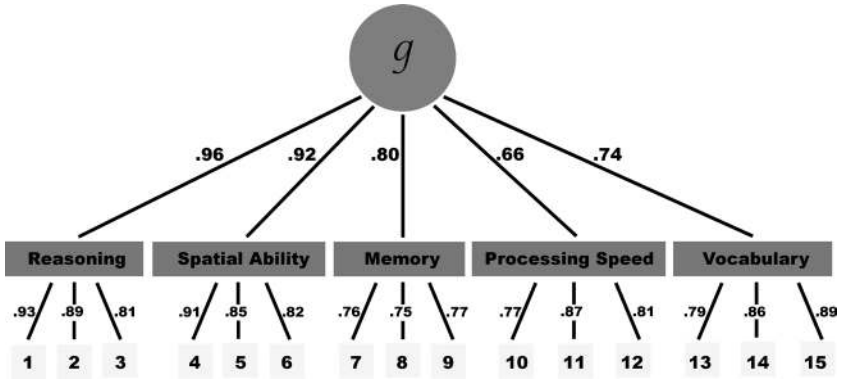 g
.96 .92 .80 .66 .74
Reasoning Spatial Ability Memory Processing Speed Vocabulary
.93 .89 .81 .91 .85 .82 .76 .75 .77 .77 .87 .81 .79 .86 .89
1 2 3 4 5 6 7 8 9 10 11 12 13 14 15